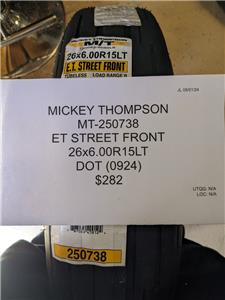 M/T
26x6.00R15LT
E.T. STREET FRONT
TUBELESS LOAD RANGE B
MICKEY THOMPSON
MT-250738
ET STREET FRONT
26x6.00R15LT
DOT (0924)
$282
UTQG: N/A
LOC: N/A
250738